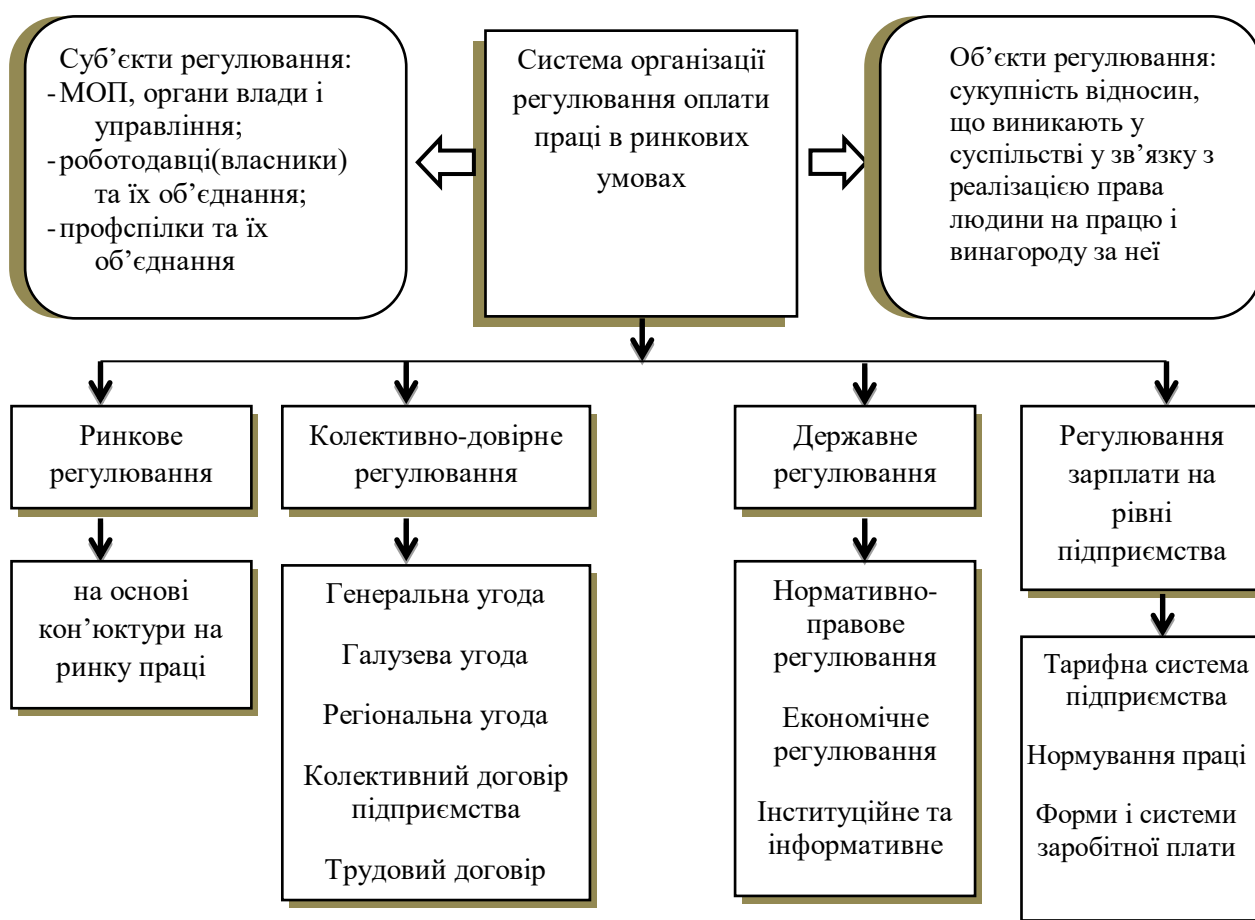 Суб’єкти регулювання:
-МОП, органи влади і
управління;
-роботодавці(власники)
та їх об’єднання;
-профспілки та їх
об’єднання
Система організації
регулювання оплати
праці в ринкових
умовах
Об’єкти регулювання:
сукупність відносин,
що виникають у
суспільстві у зв’язку з
реалізацією права
людини на працю і
винагороду за неї
Ринкове
регулювання
Колективно-довірне
регулювання
Державне
регулювання
Регулювання
зарплати на
рівні
підприємства
на основі
кон’юктури на
ринку праці
Генеральна угода
Галузева угода
Регіональна угода
Колективний договір
підприємства
Трудовий договір
Нормативно-
правове
регулювання
Економічне
регулювання
Інституційне та
інформативне
Тарифна система
підприємства
Нормування праці
Форми і системи
заробітної плати